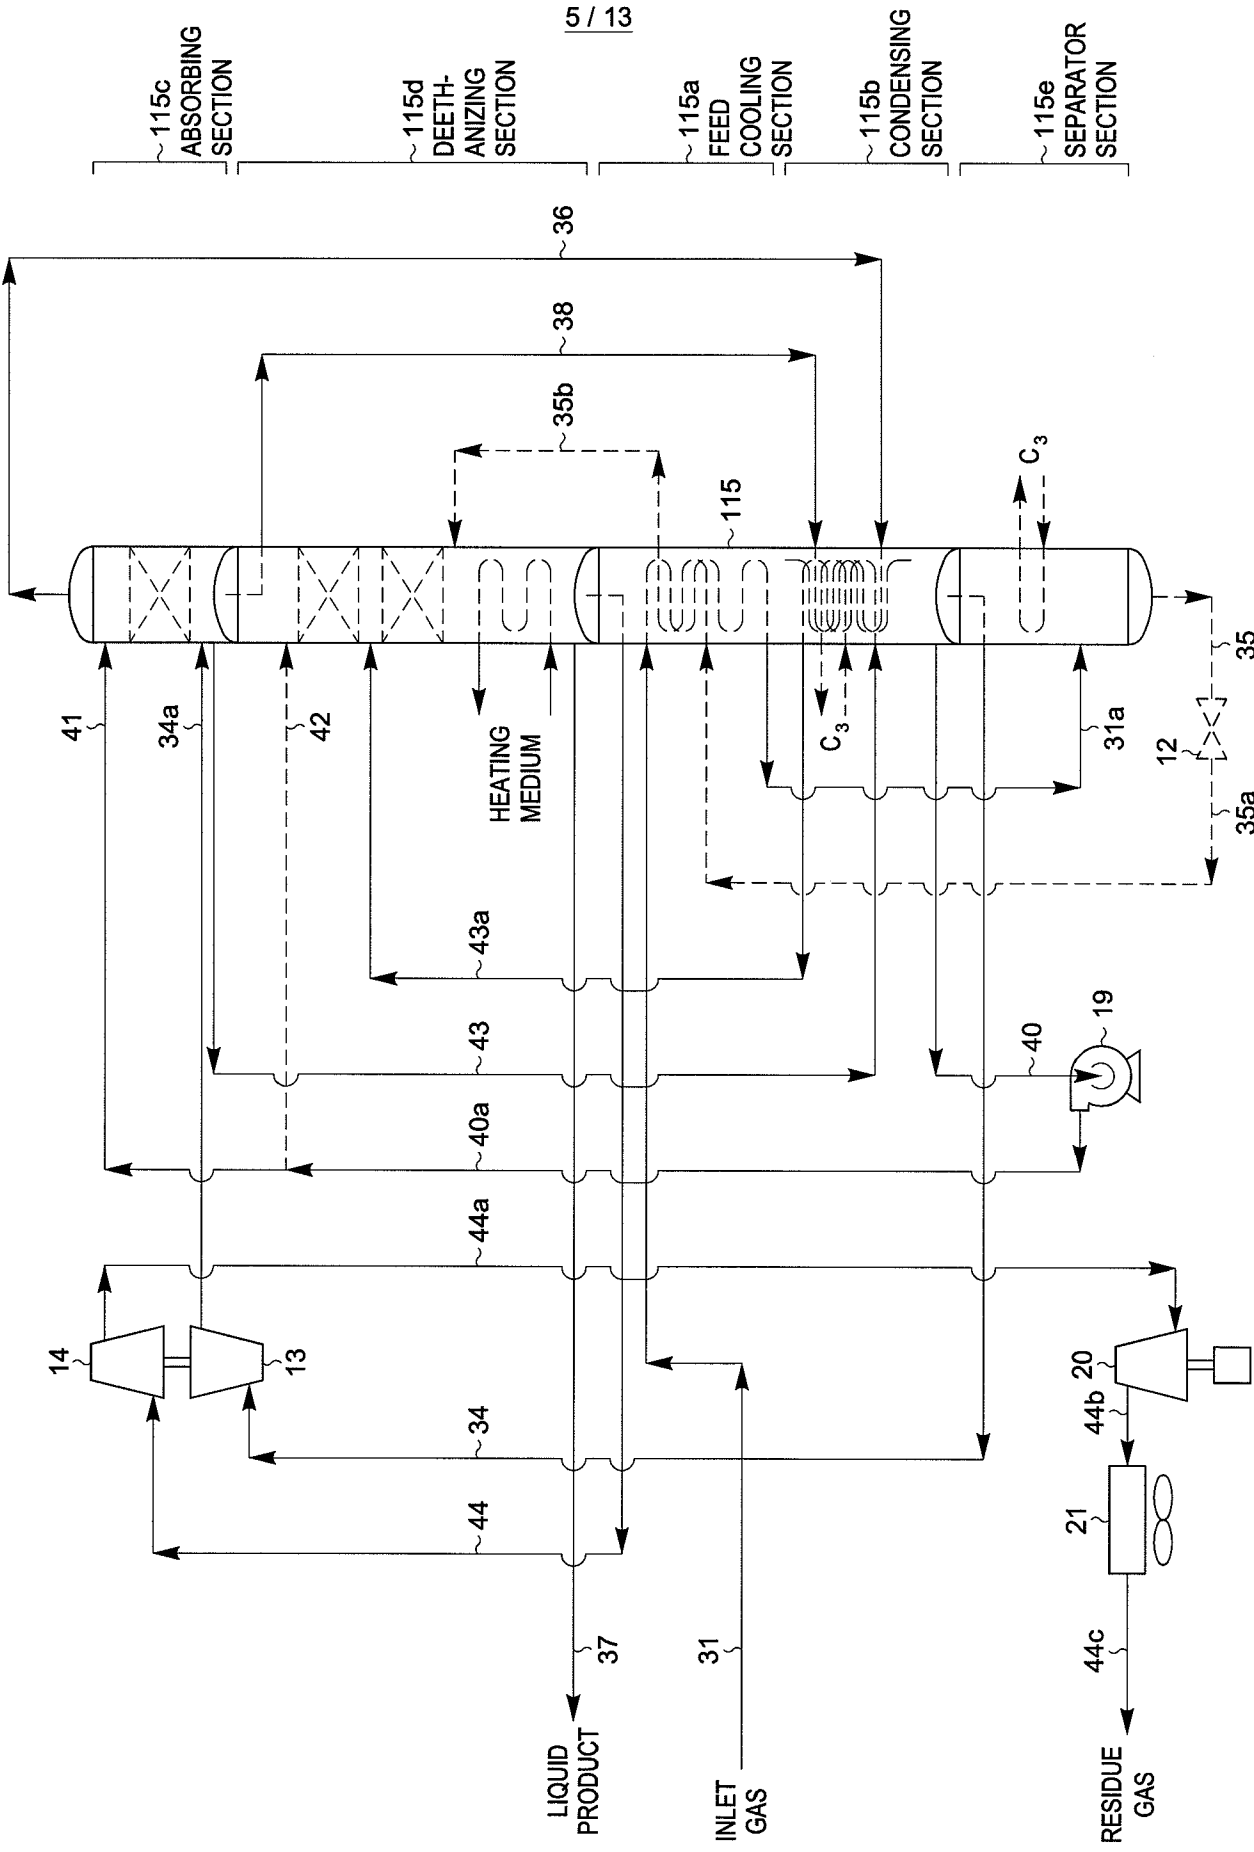 5 / 13
115c
ABSORBING
SECTION
115d
DEETH-
ANIZING
SECTION
115a
FEED
COOLING
SECTION
115b
CONDENSING
SECTION
115e
SEPARATOR
SECTION
36
38
35b
115
C3
41
34a
42
HEATING
MEDIUM
C3
31a
12
35
35a
43a
43
40
19
40a
44a
14
13
20
44b
34
21
44
37
31
44c
LIQUID
PRODUCT
INLET
GAS
RESIDUE
GAS